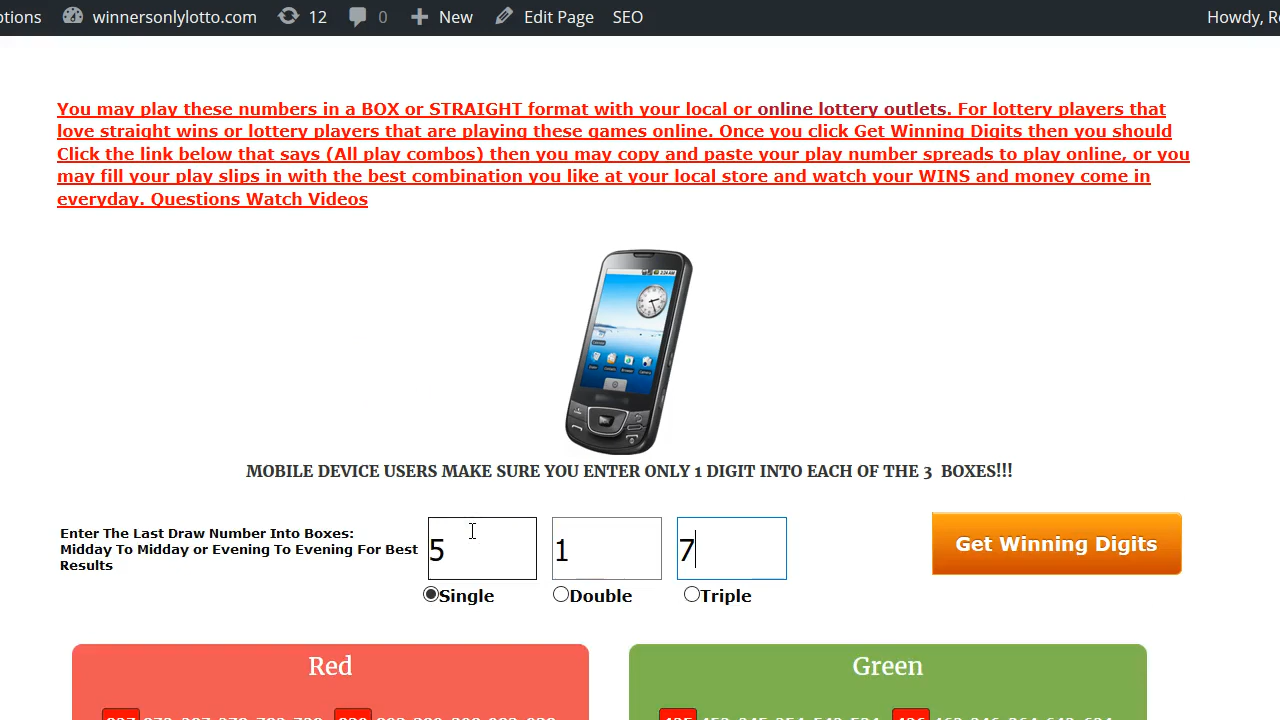 ptions winnersonlylotto.com 12 0 New Edit Page SEO Howdy, R
You may play these numbers in a BOX or STRAIGHT format with your local or online lottery outlets. For lottery players that
love straight wins or lottery players that are playing these games online. Once you click Get Winning Digits then you should
Click the link below that says (All play combos) then you may copy and paste your play number spreads to play online, or you
may fill your play slips in with the best combination you like at your local store and watch your WINS and money come in
everyday. Questions Watch Videos
MOBILE DEVICE USERS MAKE SURE YOU ENTER ONLY 1 DIGIT INTO EACH OF THE 3 BOXES!!!
Enter The Last Draw Number Into Boxes:
Midday To Midday or Evening To Evening For Best
Results
5 1 7
Get Winning Digits
Single Double Triple
Red Green